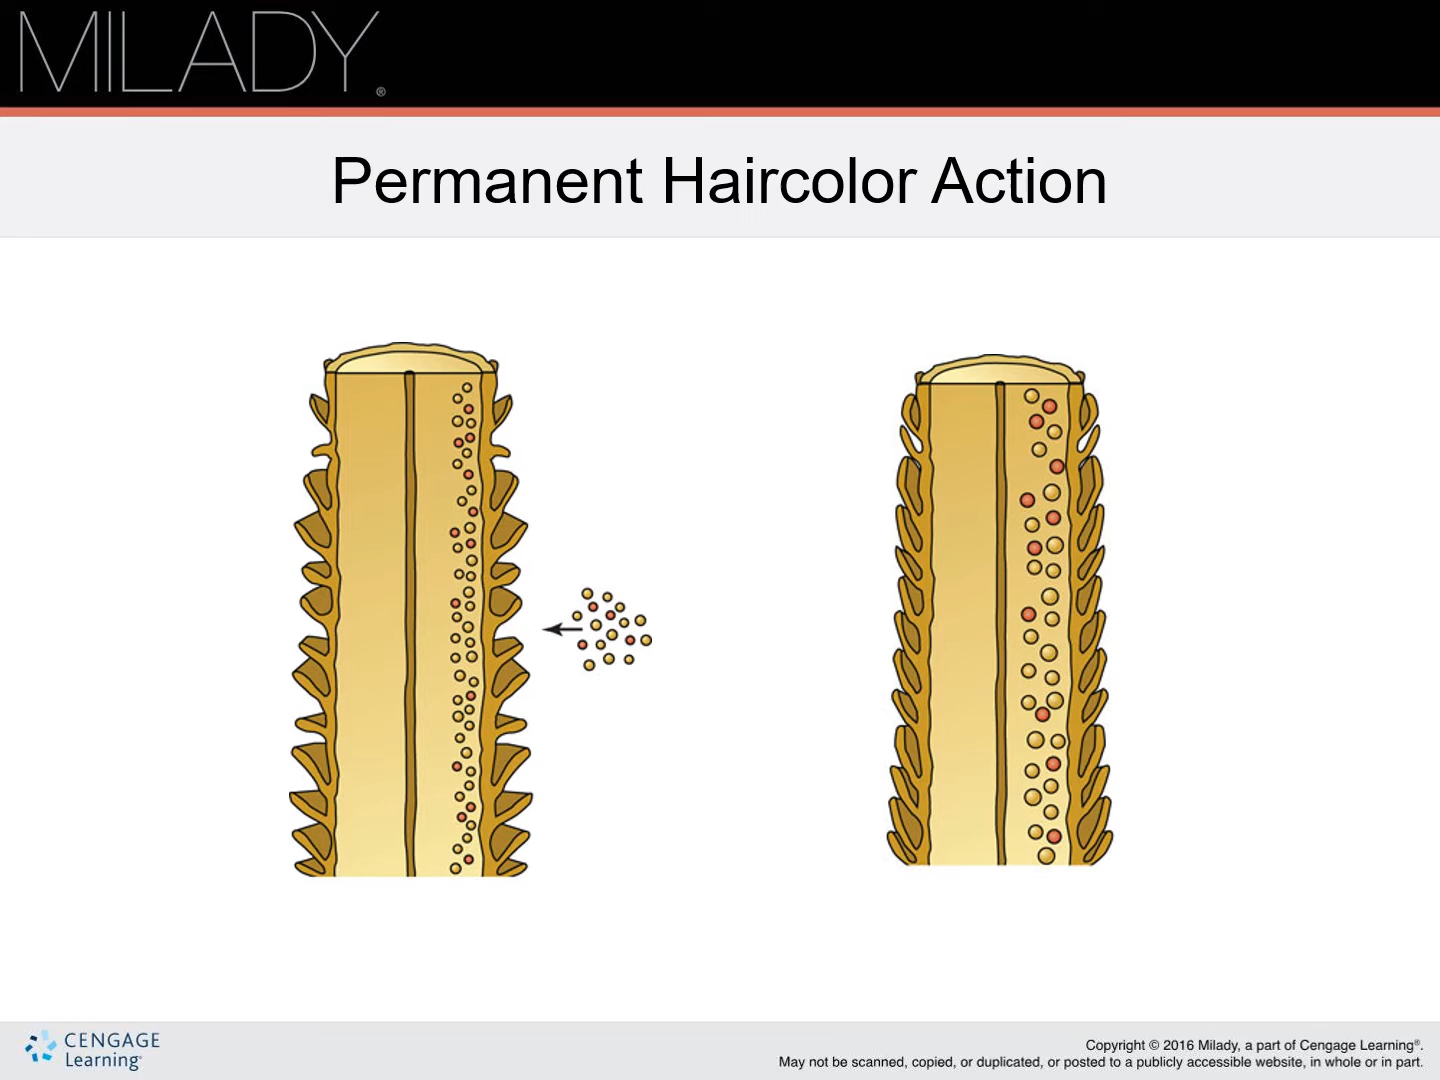 MILADY®
Permanent Haircolor Action
CENGAGE
Learning®
Copyright © 2016 Milady, a part of Cengage Learning®.
May not be scanned, copied, or duplicated, or posted to a publicly accessible website, in whole or in part.